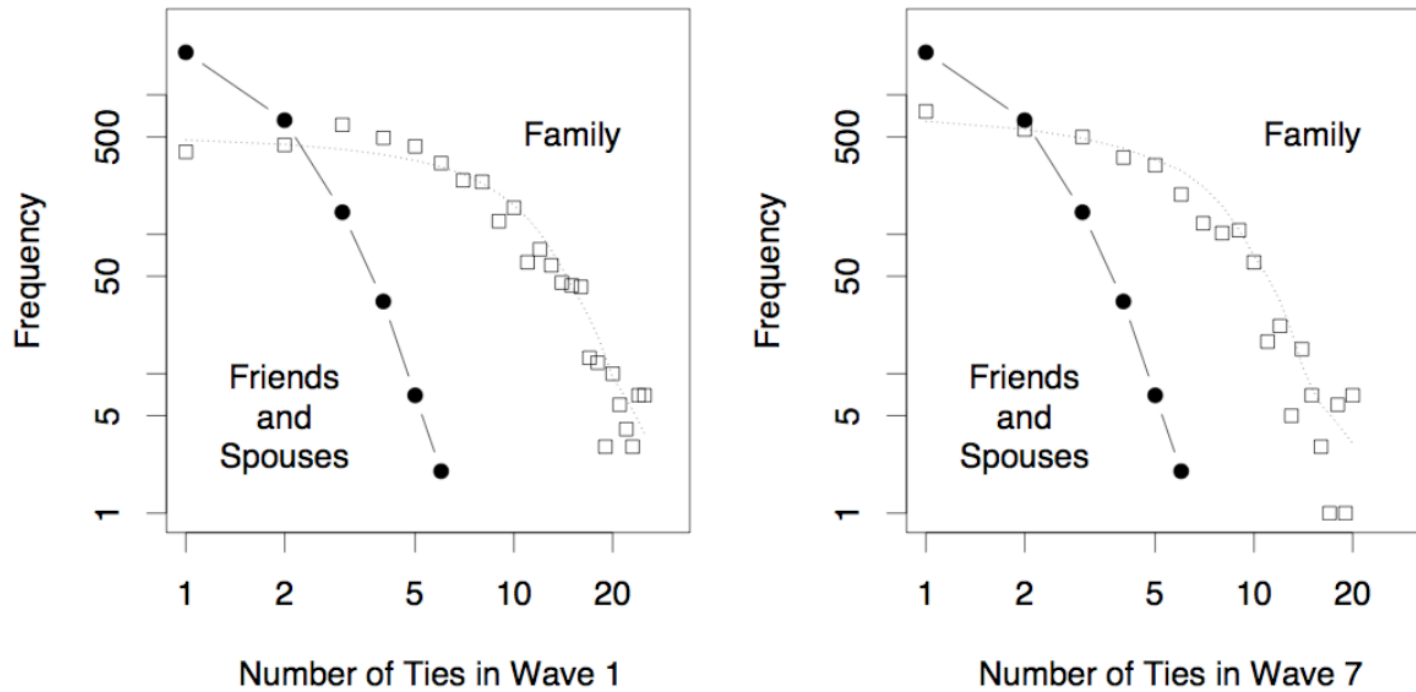 Frequency
500
50
5
1
Family
Friends
and
Spouses
1 2 5 10 20
Number of Ties in Wave 1
Frequency
500
50
5
1
Family
Friends
and
Spouses
1 2 5 10 20
Number of Ties in Wave 7